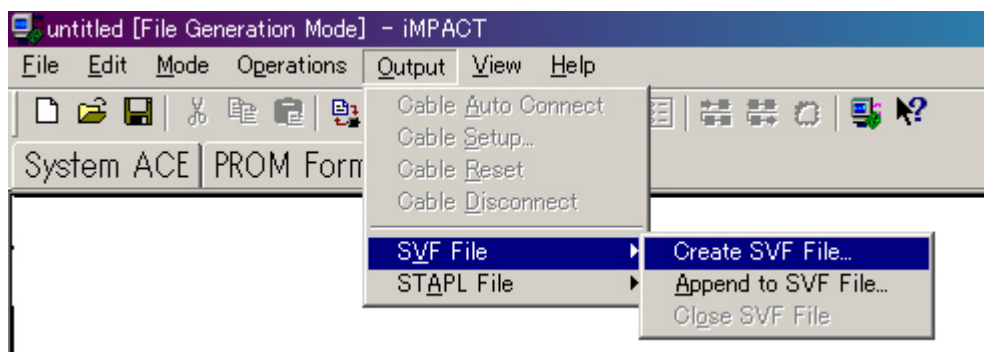 untitled [File Generation Mode] - iMPACT
File Edit Mode Operations Output View Help
Cable Auto Connect
Cable Setup...
Cable Reset
Cable Disconnect
System ACE PROM Form
SVF File
STAPL File
Create SVF File...
Append to SVF File...
Close SVF File